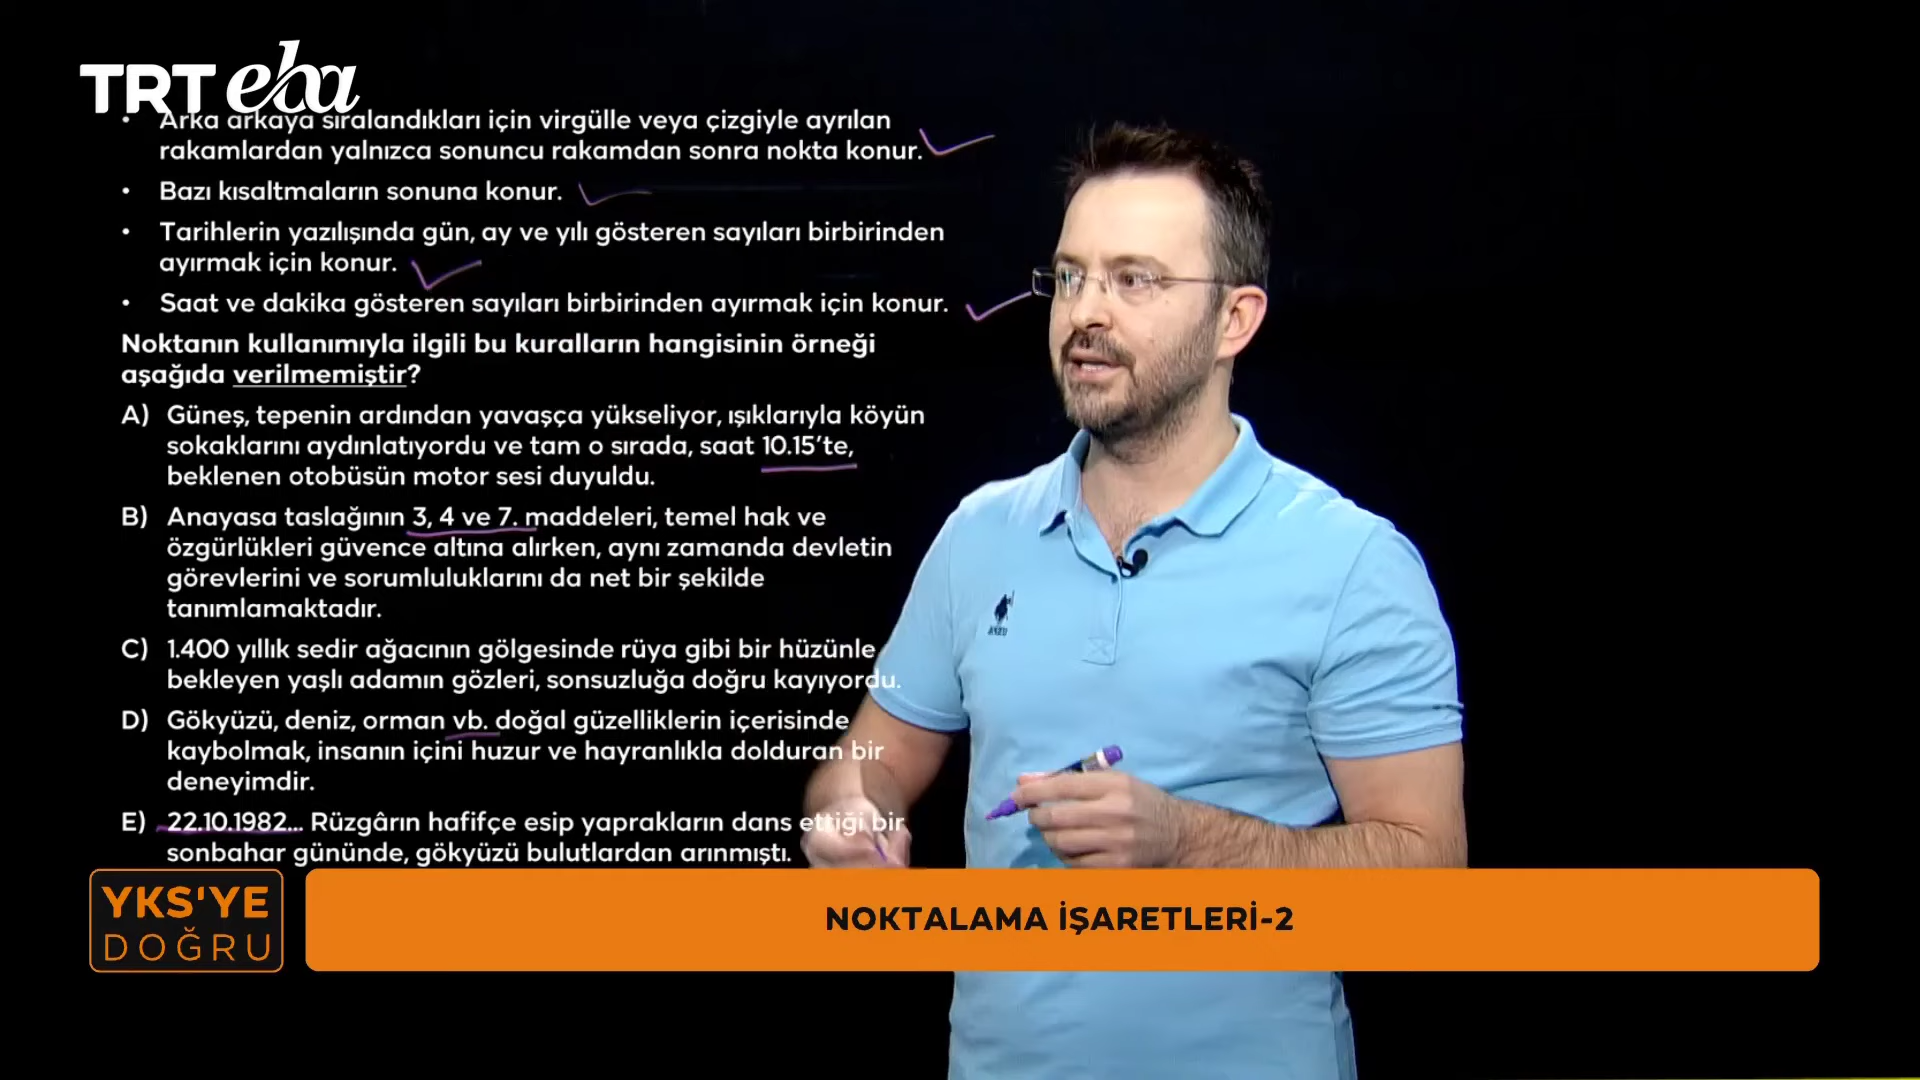 TRT eba
• Arka arkaya sıralandıkları için virgülle veya çizgiyle ayrılan
rakamlardan yalnızca sonuncu rakamdan sonra nokta konur.
• Bazı kısaltmaların sonuna konur.
• Tarihlerin yazılışında gün, ay ve yılı gösteren sayıları birbirinden
ayırmak için konur.
• Saat ve dakika gösteren sayıları birbirinden ayırmak için konur.
Noktanın kullanımıyla ilgili bu kuralların hangisinin örneği
aşağıda verilmemiştir?
A) Güneş, tepenin ardından yavaşça yükseliyor, ışıklarıyla köyün
sokaklarını aydınlatıyordu ve tam o sırada, saat 10.15’te,
beklenen otobüsün motor sesi duyuldu.
B) Anayasa taslağının 3, 4 ve 7. maddeleri, temel hak ve
özgürlükleri güvence altına alırken, aynı zamanda devletin
görevlerini ve sorumluluklarını da net bir şekilde
tanımlamaktadır.
C) 1.400 yıllık sedir ağacının gölgesinde rüya gibi bir hüzünle
bekleyen yaşlı adamın gözleri, sonsuzluğa doğru kayıyordu.
D) Gökyüzü, deniz, orman vb. doğal güzelliklerin içerisinde
kaybolmak, insanın içini huzur ve hayranlıkla dolduran bir
deneyimdir.
E) 22.10.1982... Rüzgârın hafifçe esip yaprakların dans ettiği bir
sonbahar gününde, gökyüzü bulutlardan arınmıştı.
YKS'YE
DOĞRU
NOKTALAMA İŞARETLERİ-2